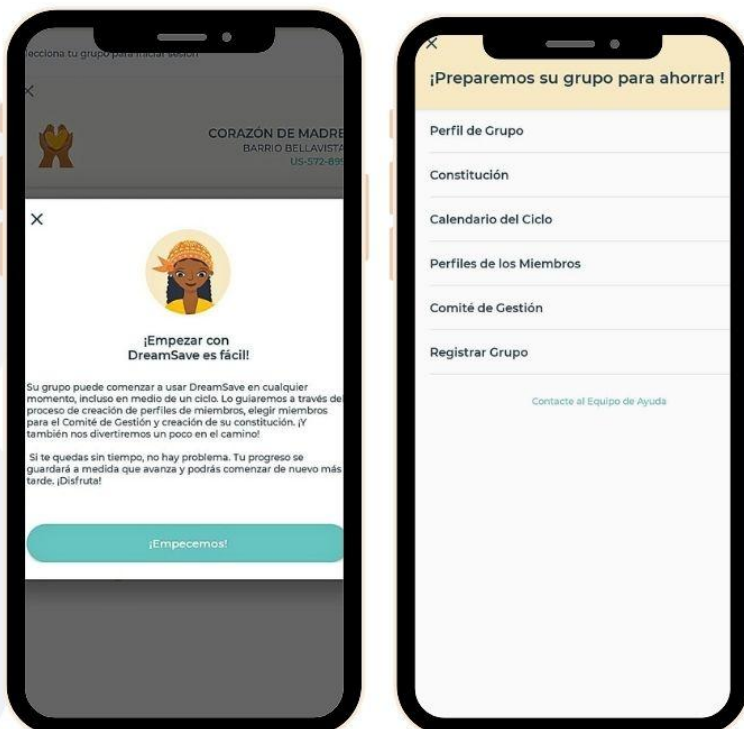 ecciona tu grupo para iniciar sesión
CORAZÓN DE MADRE
BARRIO BELLAVISTA
US-572-899
¡Empezar con
DreamSave es fácil!
Su grupo puede comenzar a usar DreamSave en cualquier
momento, incluso en medio de un ciclo. Lo guiaremos a través del
proceso de creación de perfiles de miembros, elegir miembros
para el Comité de Gestión y creación de su constitución. ¡Y
también nos divertiremos un poco en el camino!
Si te quedas sin tiempo, no hay problema. Tu progreso se
guardará a medida que avanza y podrás comenzar de nuevo más
tarde. ¡Disfruta!
¡Empecemos!
¡Preparemos su grupo para ahorrar!
Perfil de Grupo
Constitución
Calendario del Ciclo
Perfiles de los Miembros
Comité de Gestión
Registrar Grupo
Contacte al Equipo de Ayuda